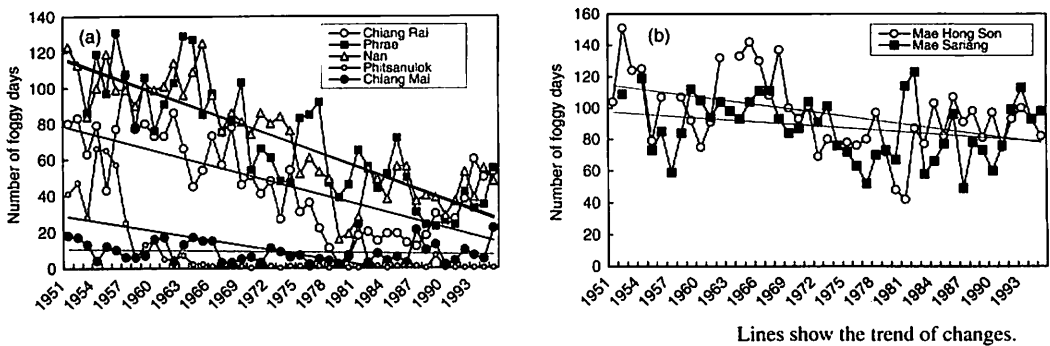 (a)
Number of foggy days
140
120
100
80
60
40
20
0
Chiang Rai
Phrae
Nan
Phitsanulok
Chiang Mai
1951 1954 1957 1960 1963 1966 1969 1972 1975 1978 1981 1984 1987 1990 1993
(b)
Number of foggy days
160
140
120
100
80
60
40
20
0
Mae Hong Son
Mae Sariang
1951 1954 1957 1960 1963 1966 1969 1972 1975 1978 1981 1984 1987 1990 1993
Lines show the trend of changes.